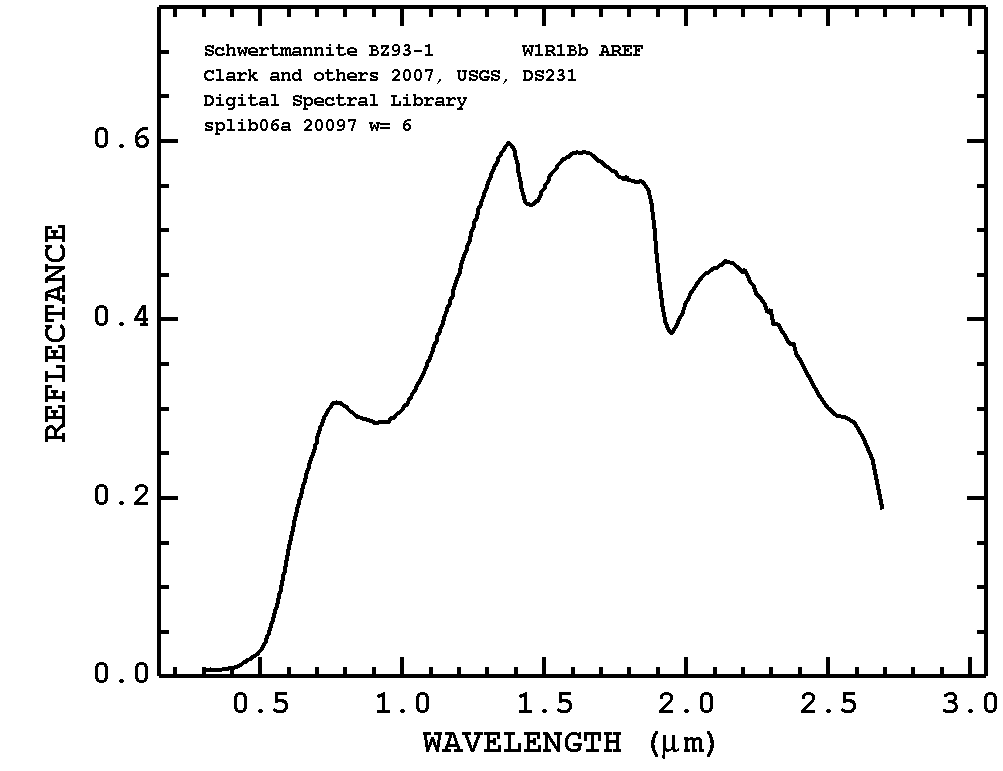 Schwertmannite BZ93-1 W1R1Bb AREF
Clark and others 2007, USGS, DS231
Digital Spectral Library
splib06a 20097 w= 6
REFLECTANCE
0.6
0.4
0.2
0.0
0.5 1.0 1.5 2.0 2.5 3.0
WAVELENGTH (μm)